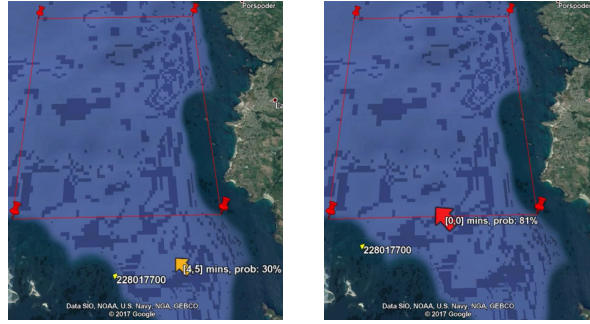 Porspoder
[4,5] mins, prob: 30%
228017700
Data SIO, NOAA, U.S. Navy, NGA, GEBCO
© 2017 Google
Porspoder
[0,0] mins, prob: 81%
228017700
Data SIO, NOAA, U.S. Navy, NGA, GEBCO
© 2017 Google